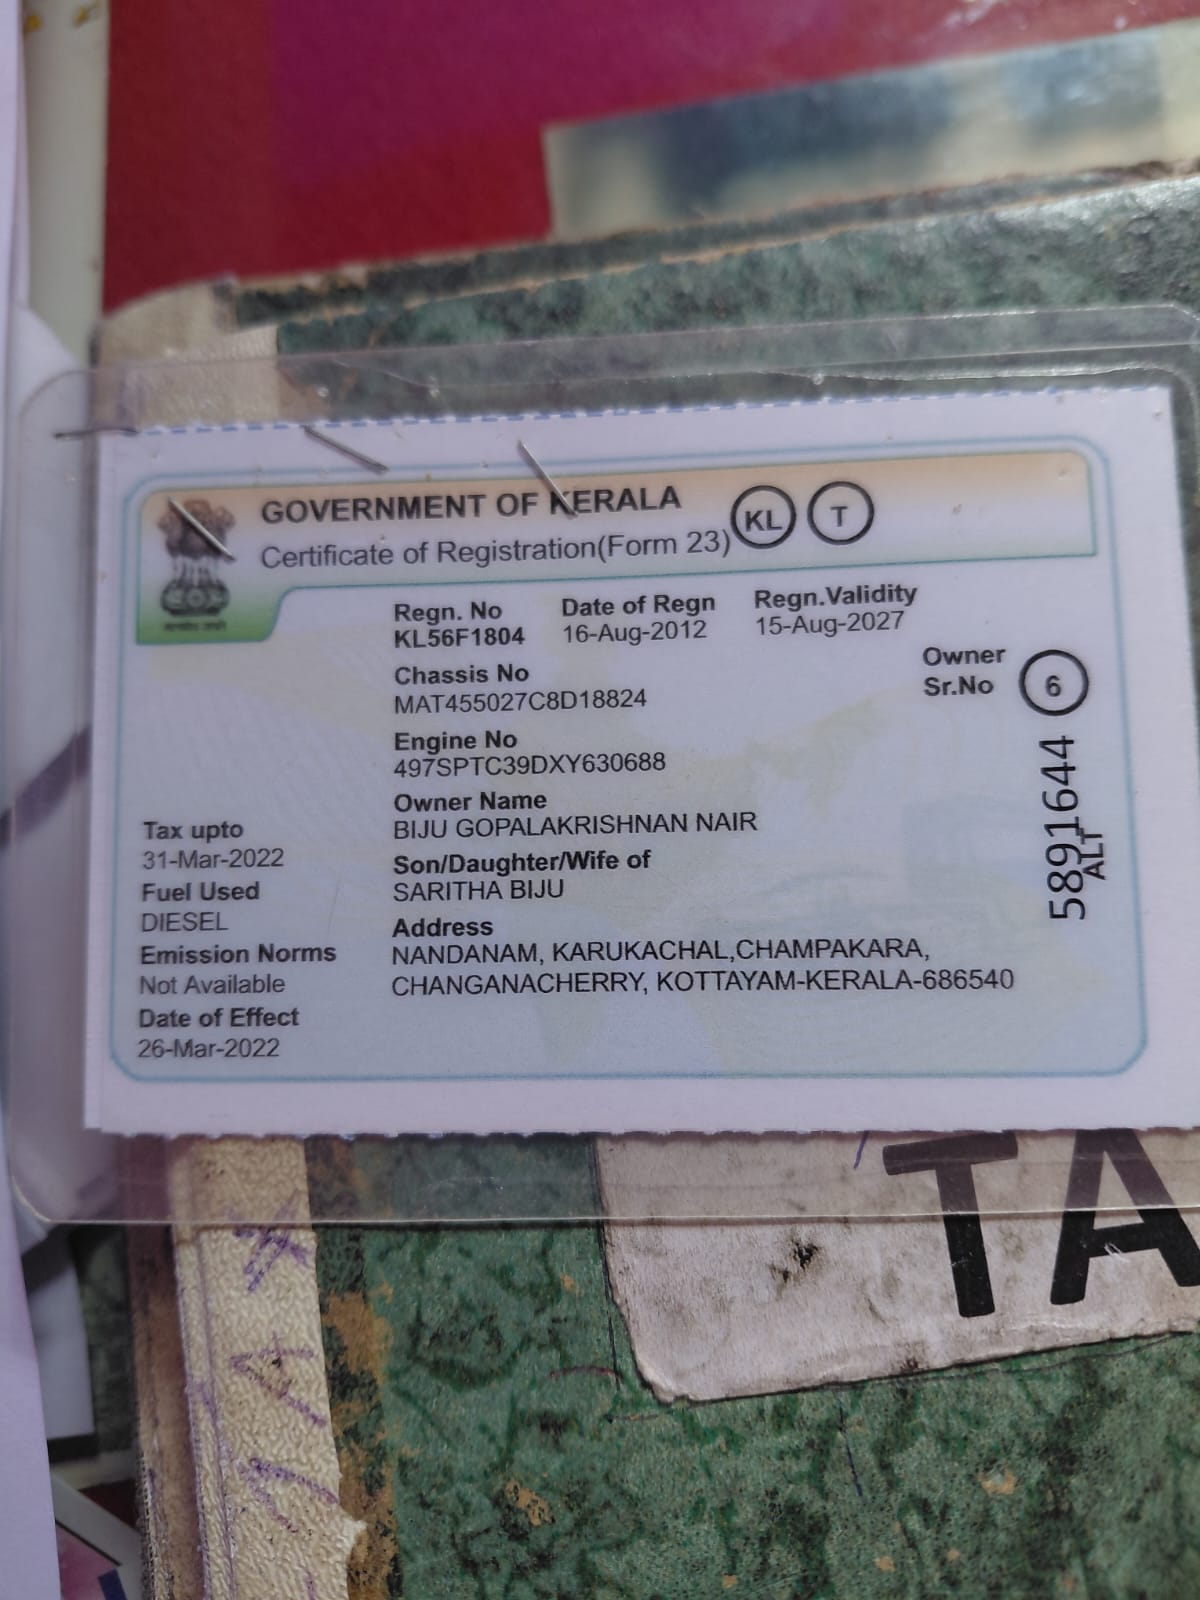 GOVERNMENT OF KERALA KL T
Certificate of Registration(Form 23)
Regn. No Date of Regn Regn.Validity
KL56F1804 16-Aug-2012 15-Aug-2027
Chassis No
MAT455027C8D18824
Owner
Sr.No 6
Engine No
497SPTC39DXY630688
Owner Name
BIJU GOPALAKRISHNAN NAIR
Son/Daughter/Wife of
SARITHA BIJU
Address
NANDANAM, KARUKACHAL,CHAMPAKARA,
CHANGANACHERRY, KOTTAYAM-KERALA-686540
Tax upto
31-Mar-2022
Fuel Used
DIESEL
Emission Norms
Not Available
Date of Effect
26-Mar-2022
5891644
ALT
TA